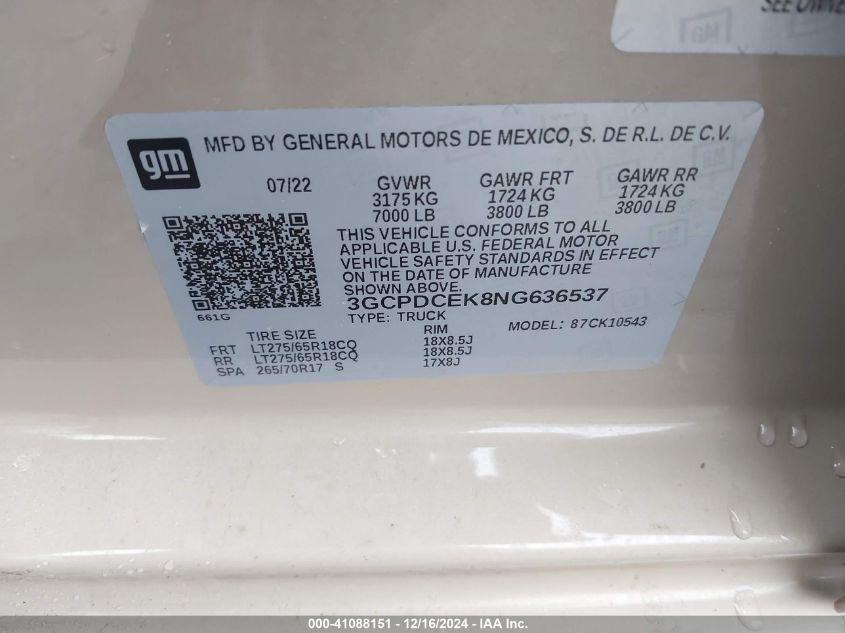 SEE OWNE
GM
gm
MFD BY GENERAL MOTORS DE MEXICO, S. DE R.L. DE C.V.
07/22 GVWR GAWR FRT GAWR RR
3175 KG 1724 KG 1724 KG
7000 LB 3800 LB 3800 LB
THIS VEHICLE CONFORMS TO ALL
APPLICABLE U.S. FEDERAL MOTOR
VEHICLE SAFETY STANDARDS IN EFFECT
ON THE DATE OF MANUFACTURE
SHOWN ABOVE.
3GCPDCEK8NG636537
661G
TYPE: TRUCK MODEL: 87CK10543
TIRE SIZE RIM
FRT LT275/65R18CQ 18X8.5J
RR LT275/65R18CQ 18X8.5J
SPA 265/70R17 S 17X8J
000-41088151 - 12/16/2024 - IAA Inc.